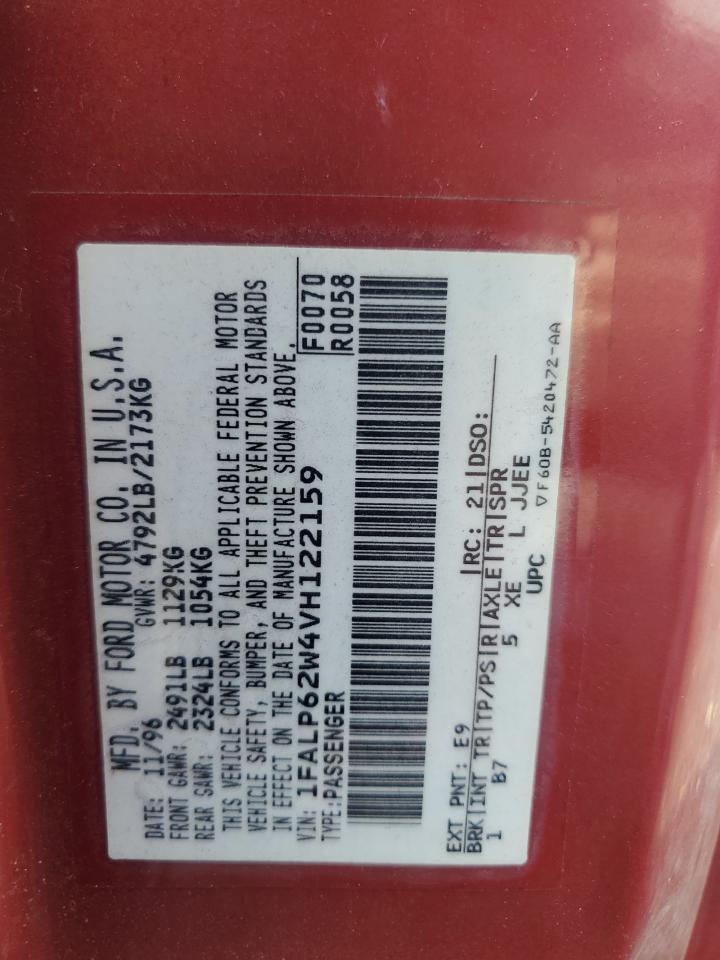 MFD. BY FORD MOTOR CO. IN U.S.A.
DATE: 11/96 GVWR: 4792LB/2173KG
FRONT GAWR: 2491LB 1129KG
REAR GAWR: 2324LB 1054KG
THIS VEHICLE CONFORMS TO ALL APPLICABLE FEDERAL MOTOR
VEHICLE SAFETY, BUMPER, AND THEFT PREVENTION STANDARDS
IN EFFECT ON THE DATE OF MANUFACTURE SHOWN ABOVE.
VIN: 1FALP62W4VH122159 F0070
TYPE:PASSENGER R0058
EXT PNT: E9 |RC: 21|DSO:
BRK|INT TR|TP/PS|R|AXLE|TR|SPR
1 B7 5 XE L JJEE
UPC
▽F60B-5420472-AA